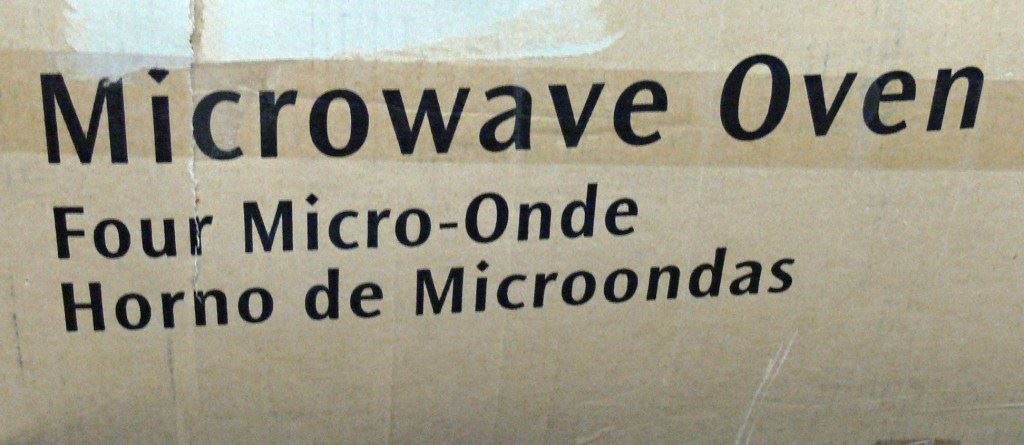 Microwave Oven
Four Micro-Onde
Horno de Microondas